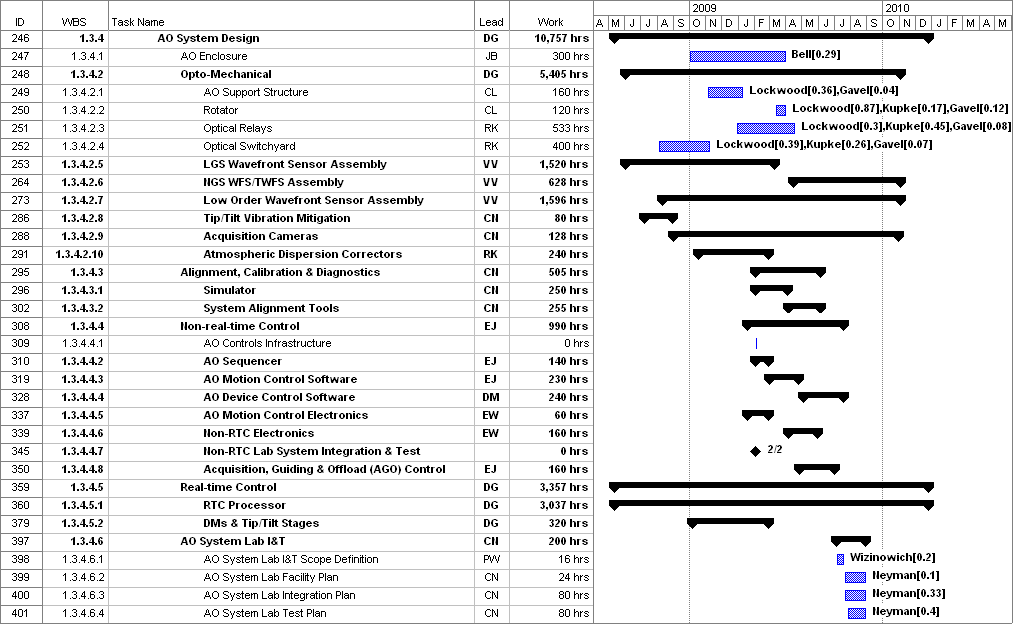 2009 2010
ID WBS Task Name Lead Work A M J J A S O N D J F M A M J J A S O N D J F M A M
246 1.3.4 AO System Design DG 10,757 hrs
247 1.3.4.1 AO Enclosure JB 300 hrs Bell[0.29]
248 1.3.4.2 Opto-Mechanical DG 5,405 hrs
249 1.3.4.2.1 AO Support Structure CL 160 hrs Lockwood[0.36],Gavel[0.04]
250 1.3.4.2.2 Rotator CL 120 hrs Lockwood[0.87],Kupke[0.17],Gavel[0.12]
251 1.3.4.2.3 Optical Relays RK 533 hrs Lockwood[0.3],Kupke[0.45],Gavel[0.08]
252 1.3.4.2.4 Optical Switchyard RK 400 hrs Lockwood[0.39],Kupke[0.26],Gavel[0.07]
253 1.3.4.2.5 LGS Wavefront Sensor Assembly VV 1,520 hrs
264 1.3.4.2.6 NGS WFS/TWFS Assembly VV 628 hrs
273 1.3.4.2.7 Low Order Wavefront Sensor Assembly VV 1,596 hrs
286 1.3.4.2.8 Tip/Tilt Vibration Mitigation CN 80 hrs
288 1.3.4.2.9 Acquisition Cameras CN 128 hrs
291 1.3.4.2.10 Atmospheric Dispersion Correctors RK 240 hrs
295 1.3.4.3 Alignment, Calibration & Diagnostics CN 505 hrs
296 1.3.4.3.1 Simulator CN 250 hrs
302 1.3.4.3.2 System Alignment Tools CN 255 hrs
308 1.3.4.4 Non-real-time Control EJ 990 hrs
309 1.3.4.4.1 AO Controls Infrastructure 0 hrs
310 1.3.4.4.2 AO Sequencer EJ 140 hrs
319 1.3.4.4.3 AO Motion Control Software EJ 230 hrs
328 1.3.4.4.4 AO Device Control Software DM 240 hrs
337 1.3.4.4.5 AO Motion Control Electronics EW 60 hrs
339 1.3.4.4.6 Non-RTC Electronics EW 160 hrs
345 1.3.4.4.7 Non-RTC Lab System Integration & Test 0 hrs 2/2
350 1.3.4.4.8 Acquisition, Guiding & Offload (AGO) Control EJ 160 hrs
359 1.3.4.5 Real-time Control DG 3,357 hrs
360 1.3.4.5.1 RTC Processor DG 3,037 hrs
379 1.3.4.5.2 DMs & Tip/Tilt Stages DG 320 hrs
397 1.3.4.6 AO System Lab I&T CN 200 hrs
398 1.3.4.6.1 AO System Lab I&T Scope Definition PW 16 hrs Wizinowich[0.2]
399 1.3.4.6.2 AO System Lab Facility Plan CN 24 hrs Neyman[0.1]
400 1.3.4.6.3 AO System Lab Integration Plan CN 80 hrs Neyman[0.33]
401 1.3.4.6.4 AO System Lab Test Plan CN 80 hrs Neyman[0.4]